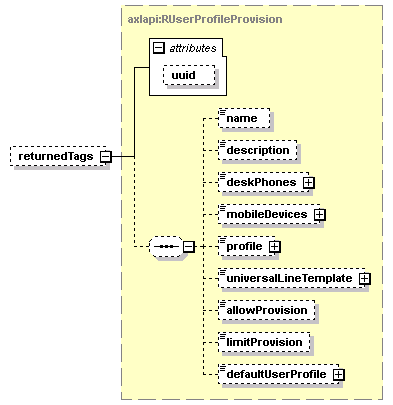 axlapi:RUserProfileProvision
attributes
uuid
returnedTags
name
description
deskPhones
mobileDevices
profile
universalLineTemplate
allowProvision
limitProvision
defaultUserProfile